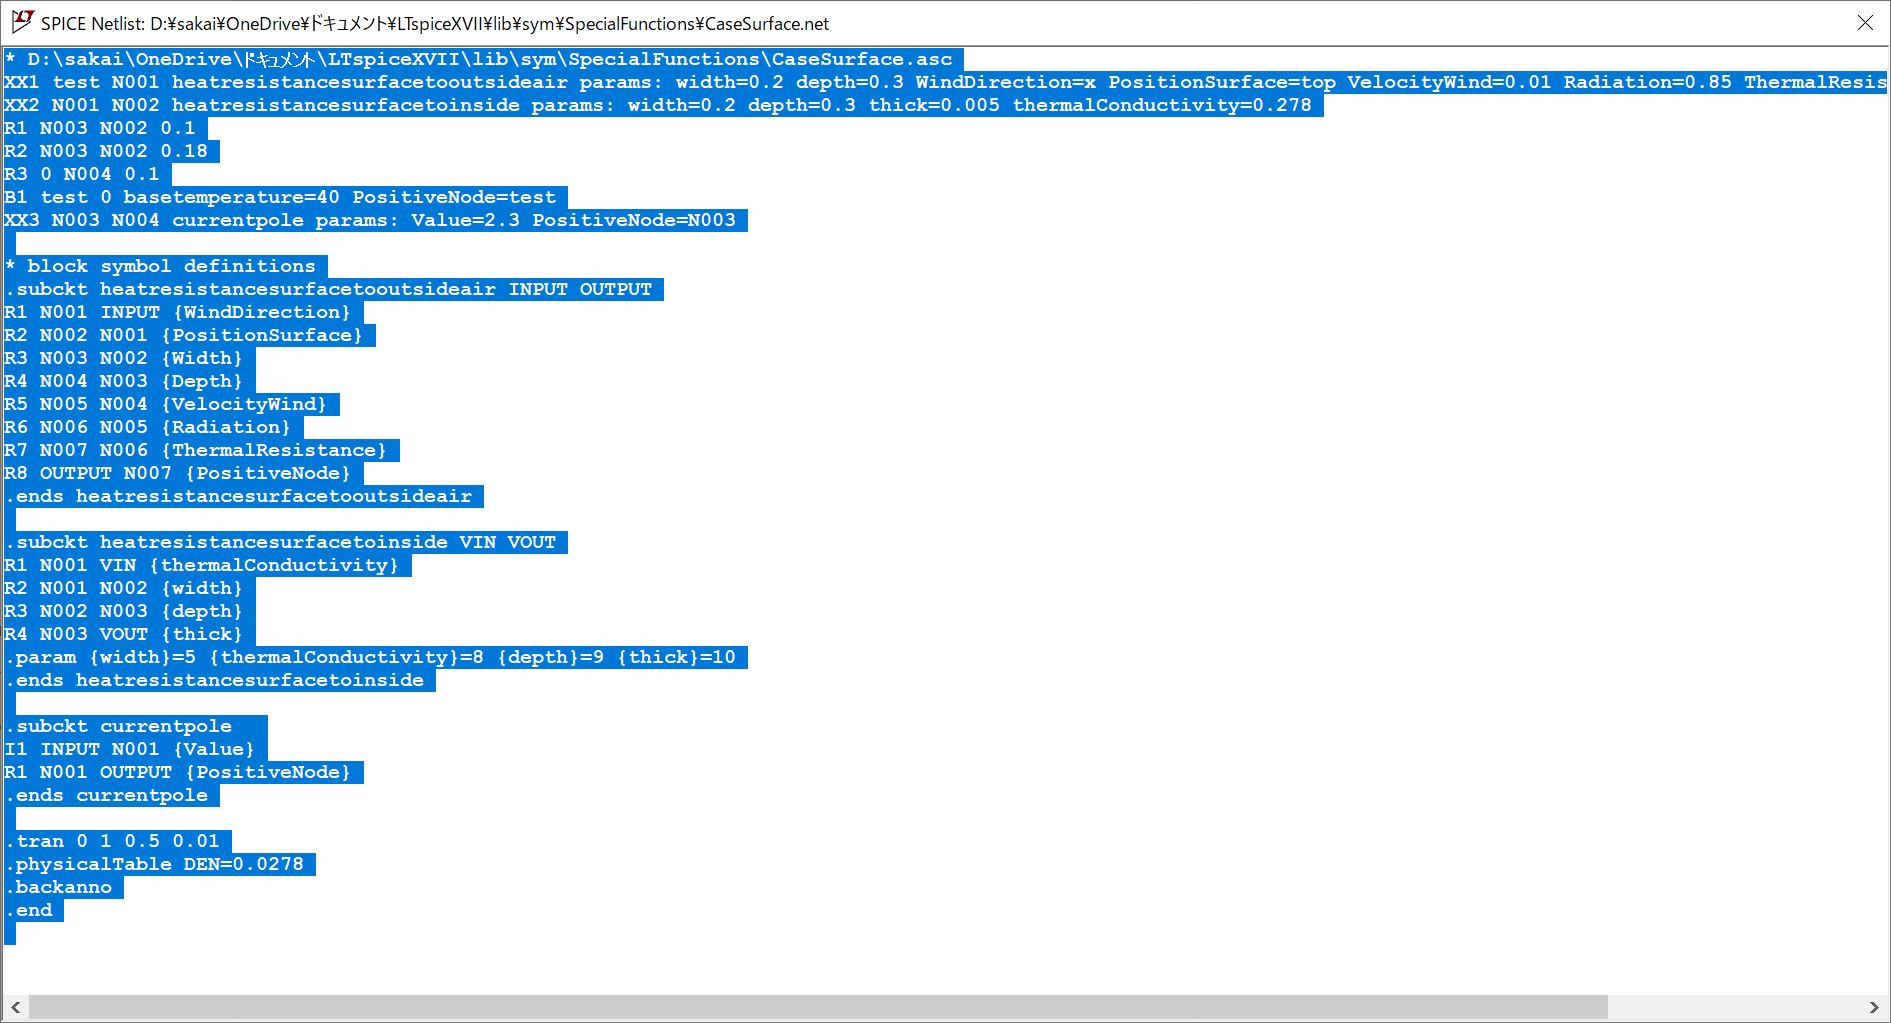 SPICE Netlist: D:¥sakai¥OneDrive¥ドキュメント¥LTspiceXVII¥lib¥sym¥SpecialFunctions¥CaseSurface.net
* D:\sakai\OneDrive\ドキュメント\LTspiceXVII\lib\sym\SpecialFunctions\CaseSurface.asc
XX1 test N001 heatresistancesurfacetooutsideair params: width=0.2 depth=0.3 WindDirection=x PositionSurface=top VelocityWind=0.01 Radiation=0.85 ThermalResis
XX2 N001 N002 heatresistancesurfacetoinside params: width=0.2 depth=0.3 thick=0.005 thermalConductivity=0.278
R1 N003 N002 0.1
R2 N003 N002 0.18
R3 0 N004 0.1
B1 test 0 basetemperature=40 PositiveNode=test
XX3 N003 N004 currentpole params: Value=2.3 PositiveNode=N003
* block symbol definitions
.subckt heatresistancesurfacetooutsideair INPUT OUTPUT
R1 N001 INPUT {WindDirection}
R2 N002 N001 {PositionSurface}
R3 N003 N002 {Width}
R4 N004 N003 {Depth}
R5 N005 N004 {VelocityWind}
R6 N006 N005 {Radiation}
R7 N007 N006 {ThermalResistance}
R8 OUTPUT N007 {PositiveNode}
.ends heatresistancesurfacetooutsideair
.subckt heatresistancesurfacetoinside VIN VOUT
R1 N001 VIN {thermalConductivity}
R2 N001 N002 {width}
R3 N002 N003 {depth}
R4 N003 VOUT {thick}
.param {width}=5 {thermalConductivity}=8 {depth}=9 {thick}=10
.ends heatresistancesurfacetoinside
.subckt currentpole
I1 INPUT N001 {Value}
R1 N001 OUTPUT {PositiveNode}
.ends currentpole
.tran 0 1 0.5 0.01
.physicalTable DEN=0.0278
.backanno
.end